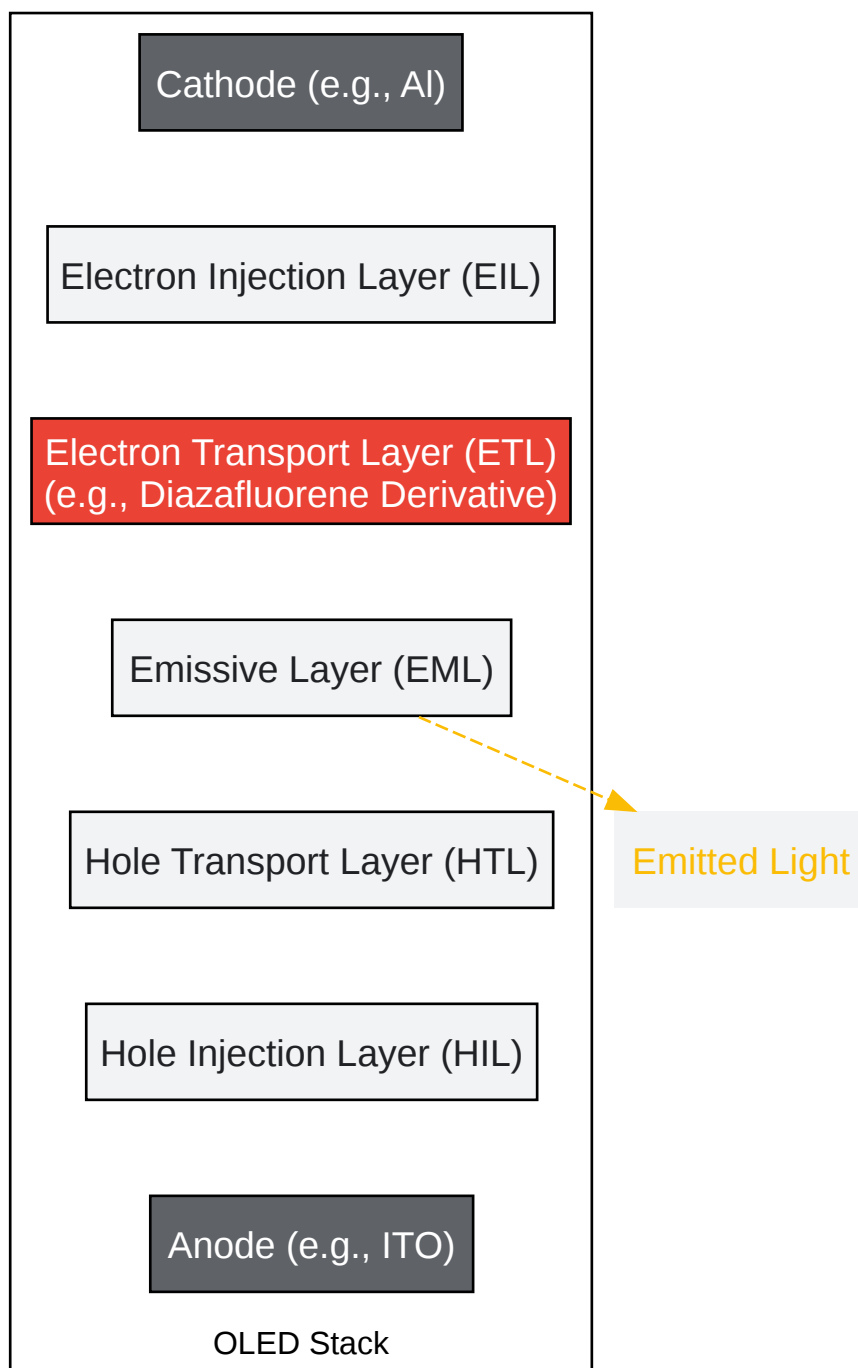 Cathode (e.g., Al)
Electron Injection Layer (EIL)
Electron Transport Layer (ETL)
(e.g., Diazafluorene Derivative)
Emissive Layer (EML)
Hole Transport Layer (HTL)
Emitted Light
Hole Injection Layer (HIL)
Anode (e.g., ITO)
OLED Stack